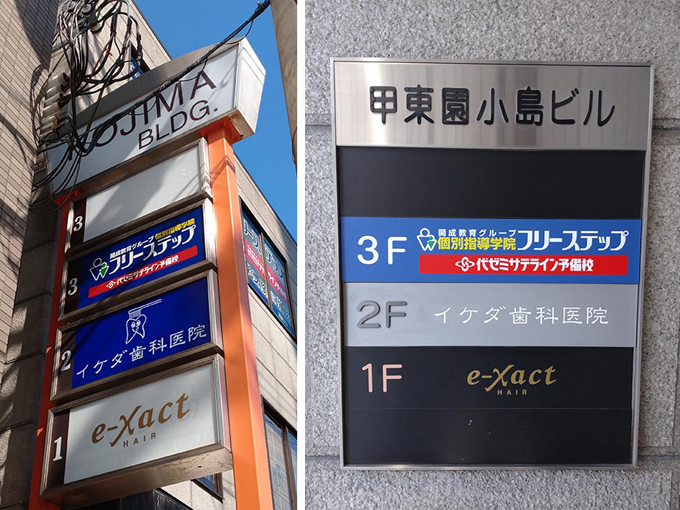 KOJIMA
BLDG.
3
3
開成教育グループ
個別指導学院
フリーステップ
代ゼミサテライン予備校
2
イケダ歯科医院
1
e-xact
HAIR
甲東園小島ビル
3F
開成教育グループ
個別指導学院 フリーステップ
代ゼミサテライン予備校
2F イケダ歯科医院
1F e-xact
HAIR